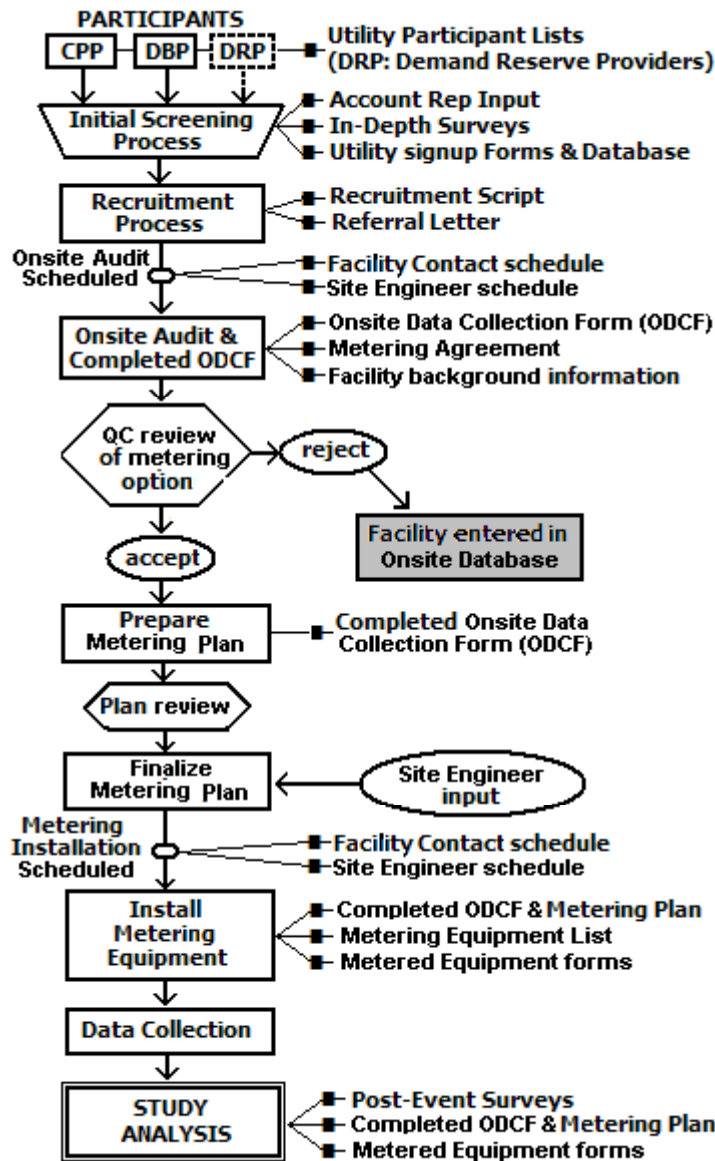 PARTICIPANTS
CPP
DBP
DRP
Utility Participant Lists
(DRP: Demand Reserve Providers)
Initial Screening
Process
Account Rep Input
In-Depth Surveys
Utility signup Forms & Database
Recruitment
Process
Recruitment Script
Referral Letter
Onsite Audit
Scheduled
Facility Contact schedule
Site Engineer schedule
Onsite Audit &
Completed ODCF
Onsite Data Collection Form (ODCF)
Metering Agreement
Facility background information
QC review
of metering
option
reject
Facility entered in
Onsite Database
accept
Prepare
Metering Plan
Completed Onsite Data
Collection Form (ODCF)
Plan review
Finalize
Metering Plan
Site Engineer
input
Metering
Installation
Scheduled
Facility Contact schedule
Site Engineer schedule
Install
Metering
Equipment
Completed ODCF & Metering Plan
Metering Equipment List
Metered Equipment forms
Data Collection
STUDY
ANALYSIS
Post-Event Surveys
Completed ODCF & Metering Plan
Metered Equipment forms